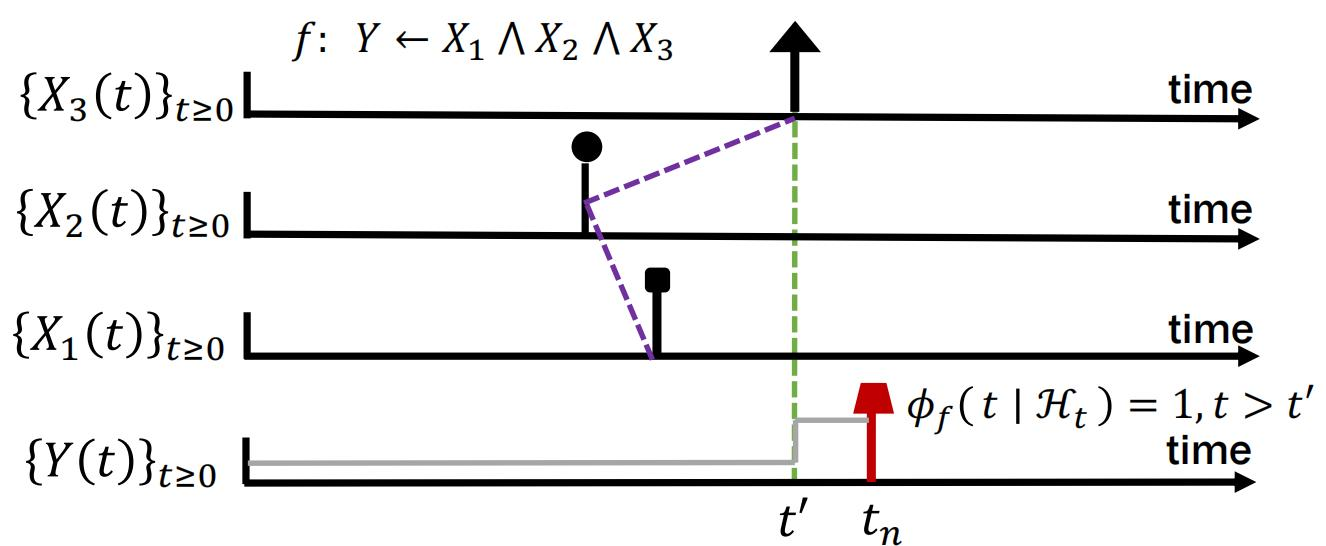 f: Y ← X₁ ⋀ X₂ ⋀ X₃
{X₃(t)}ₜ≥₀ time
{X₂(t)}ₜ≥₀ time
{X₁(t)}ₜ≥₀ time
ϕ_f( t | ℋₜ ) = 1, t > t′
{Y(t)}ₜ≥₀ time
t′ tₙ